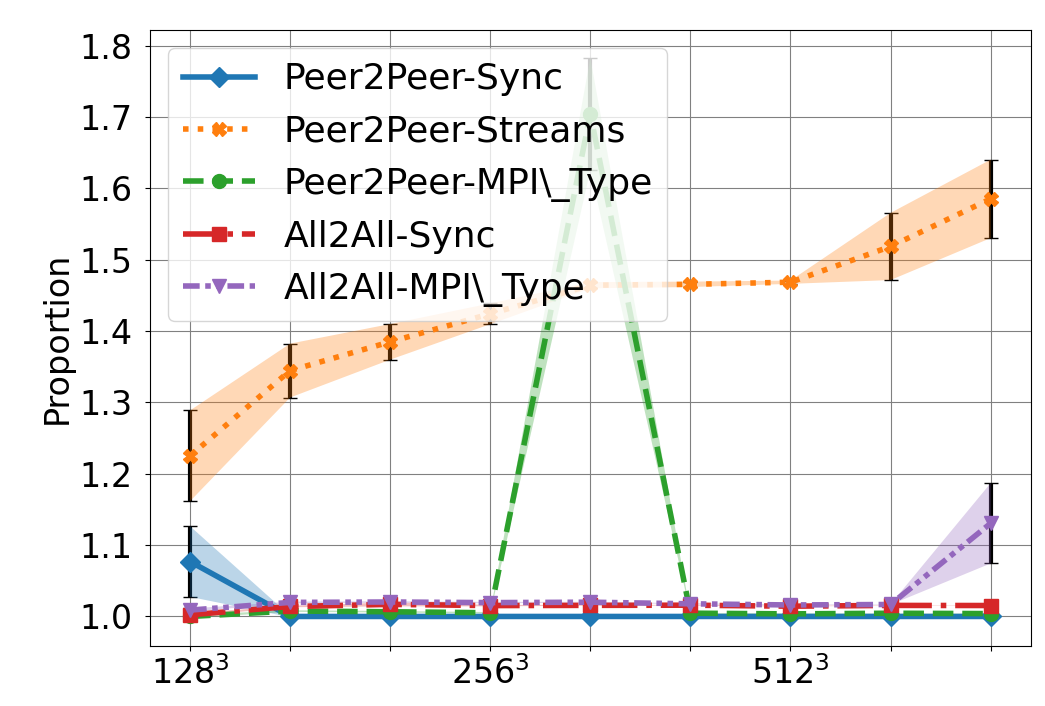 1.8
1.7
1.6
1.5
1.4
1.3
1.2
1.1
1.0
Proportion
Peer2Peer-Sync
Peer2Peer-Streams
Peer2Peer-MPI\_Type
All2All-Sync
All2All-MPI\_Type
128³ 256³ 512³